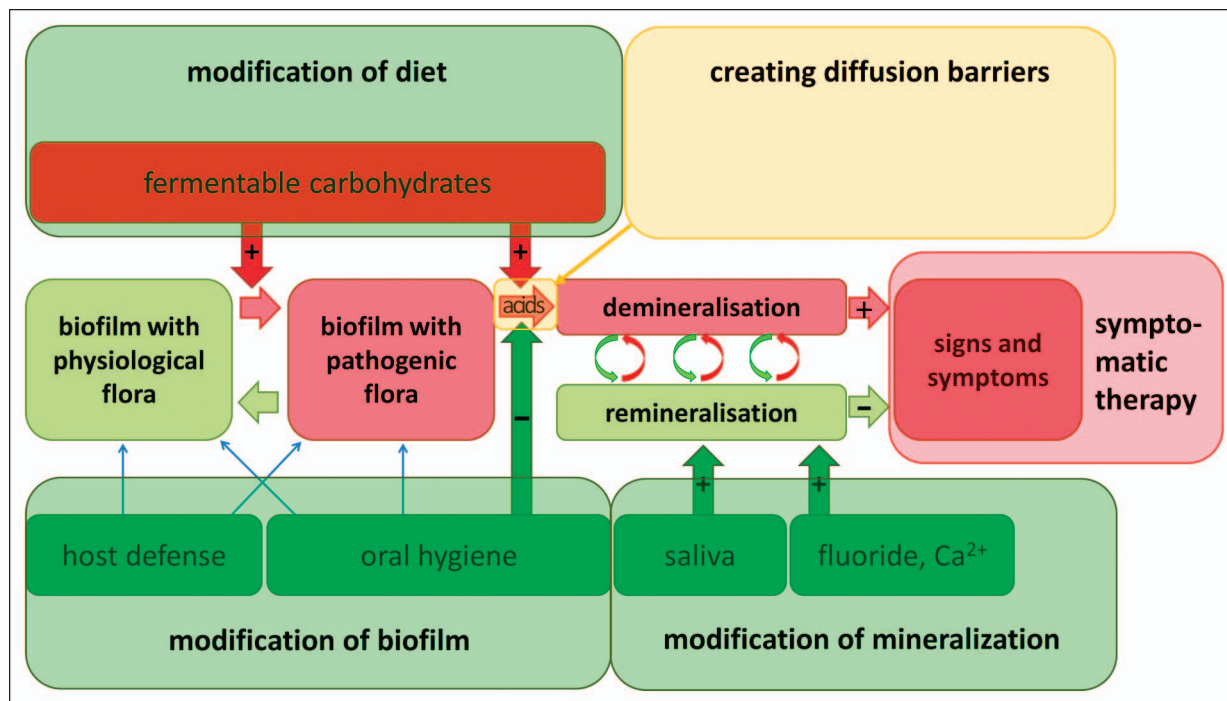 modification of diet
creating diffusion barriers
fermentable carbohydrates
+
+
biofilm with
physiological
flora
biofilm with
pathogenic
flora
acids
demineralisation
+
signs and
symptoms
sympto-
matic
therapy
remineralisation
–
–
+
+
host defense
oral hygiene
saliva
fluoride, Ca²⁺
modification of biofilm
modification of mineralization